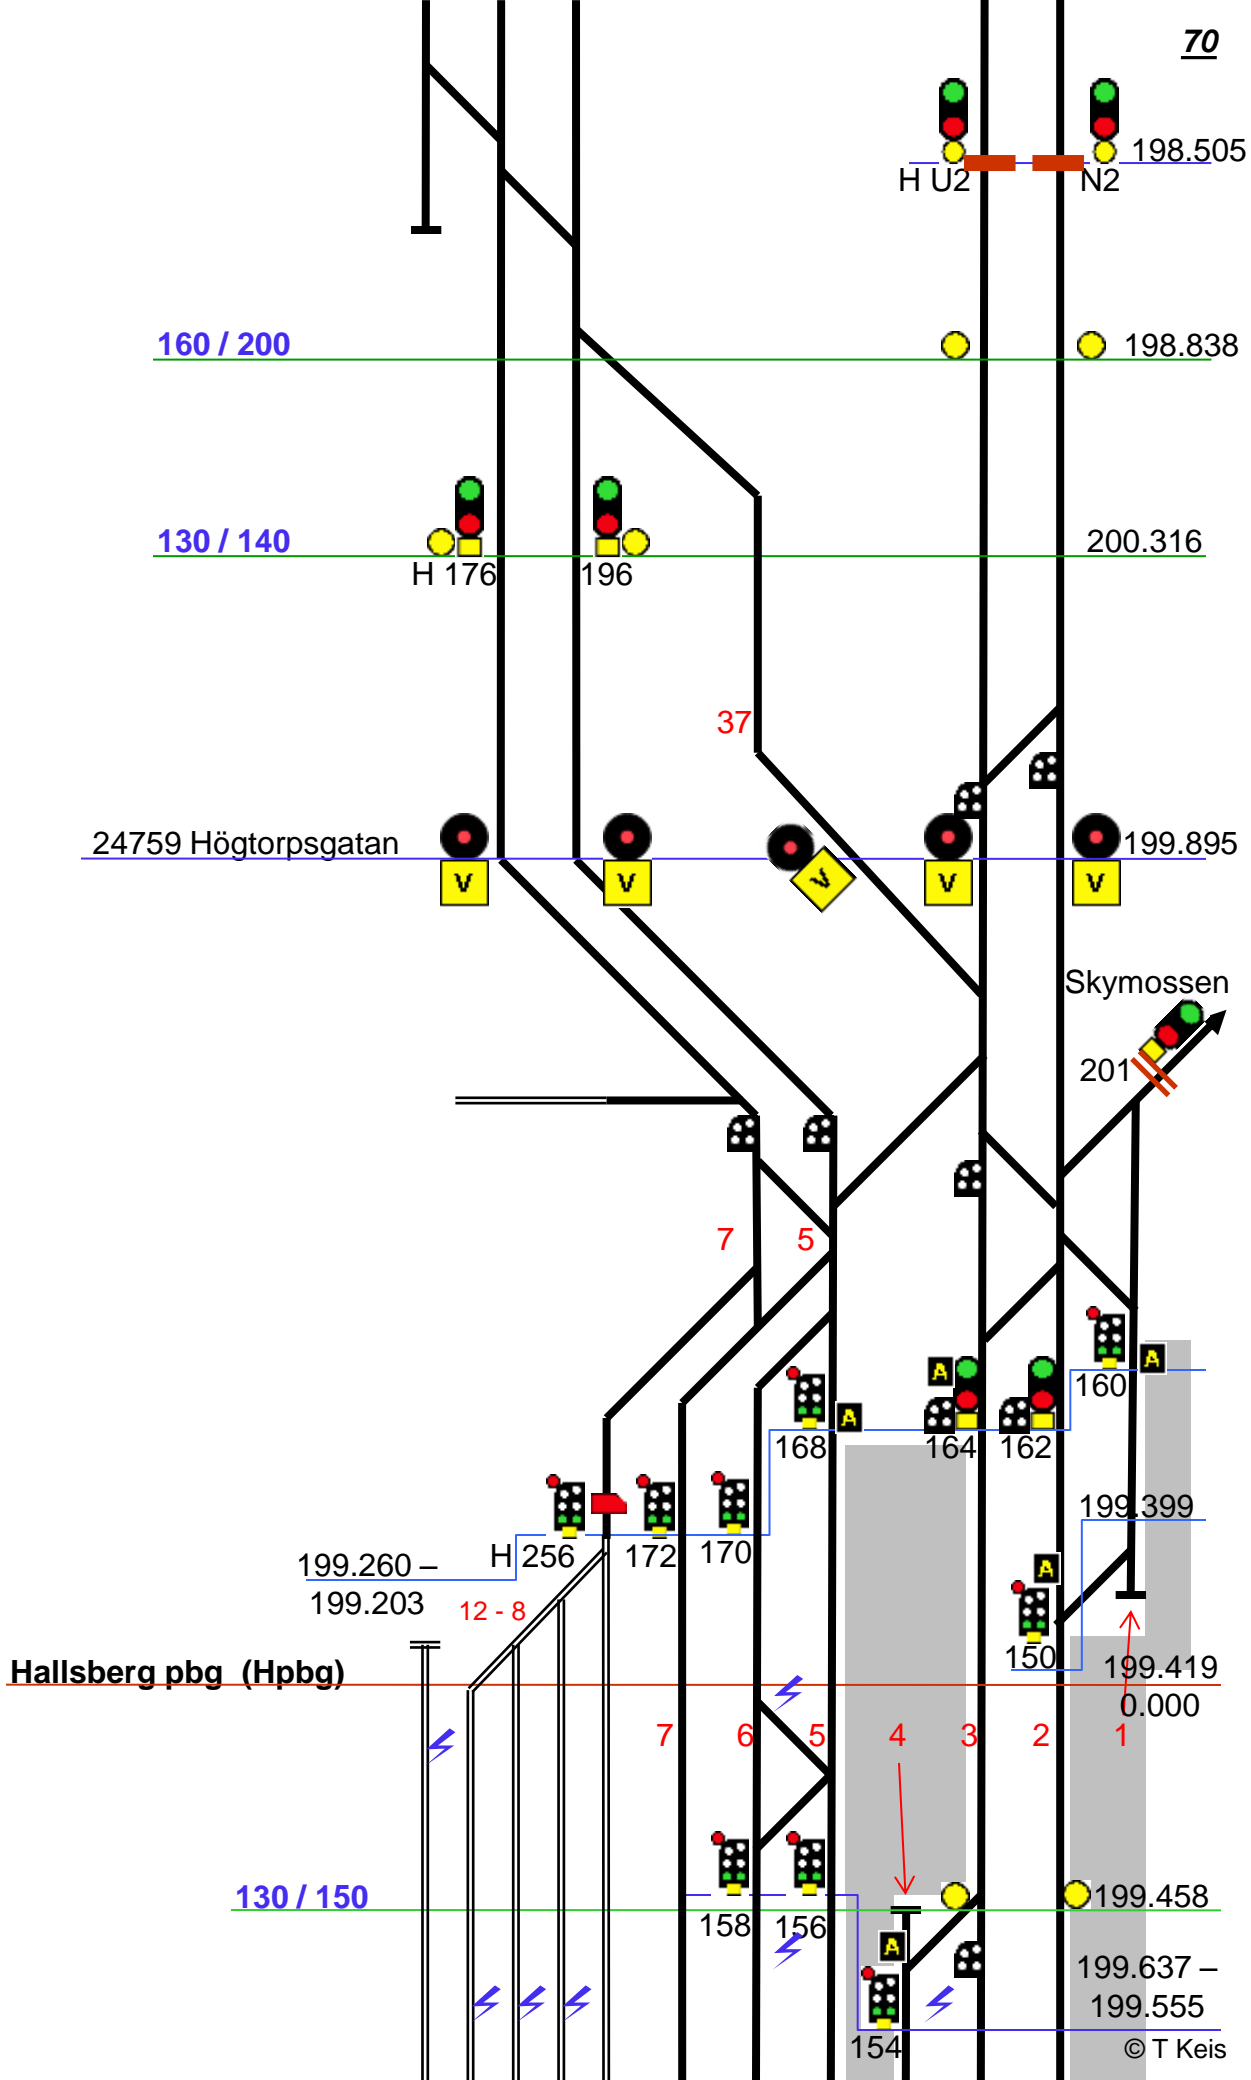 70
198.505
H U2
N2
160 / 200
198.838
130 / 140
200.316
H 176
196
37
24759 Högtorpsgatan
199.895
V
V
V
V
V
Skymossen
201
7
5
160
A
A
168
A
164
162
199.399
H 256
172
170
199.260 –
199.203
12 - 8
A
150
Hallsberg pbg (Hpbg)
199.419
0.000
7
6
5
4
3
2
1
130 / 150
199.458
158
156
A
199.637 –
199.555
154
© T Keis